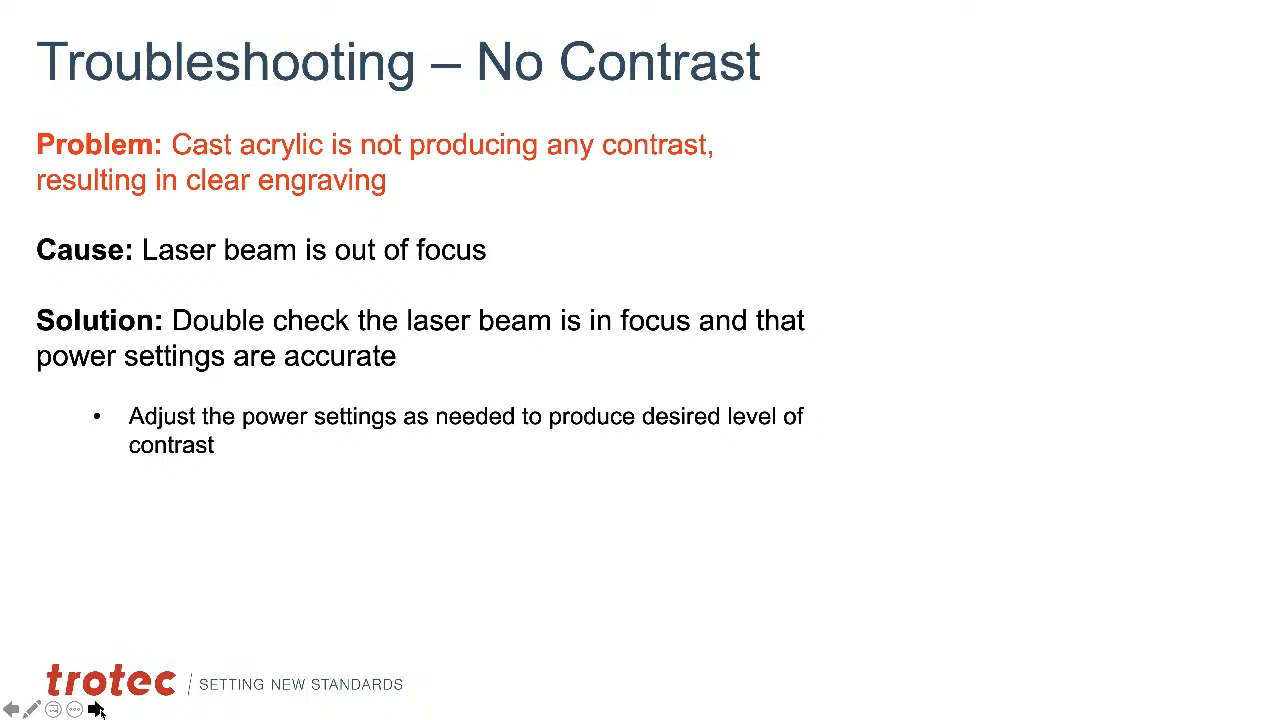 Troubleshooting – No Contrast
Problem: Cast acrylic is not producing any contrast,
resulting in clear engraving
Cause: Laser beam is out of focus
Solution: Double check the laser beam is in focus and that
power settings are accurate
• Adjust the power settings as needed to produce desired level of
contrast
trotec / SETTING NEW STANDARDS